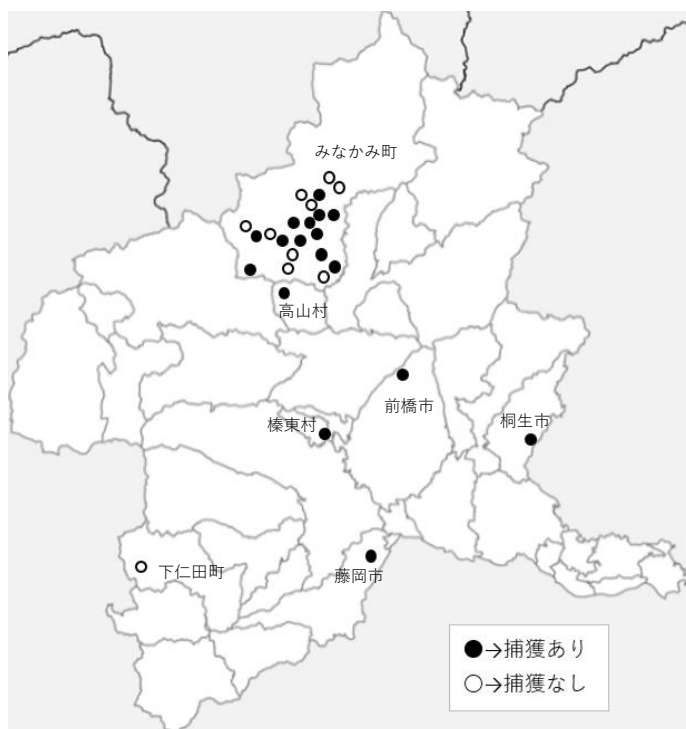 みなかみ町
高山村
前橋市
榛東村
桐生市
下仁田町
藤岡市
●→捕獲あり
○→捕獲なし